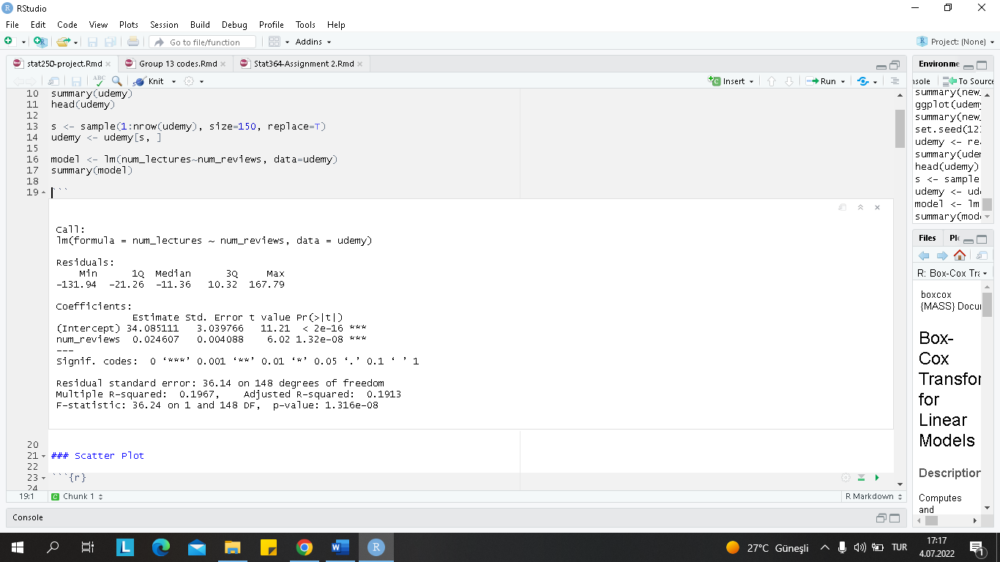 RStudio
File Edit Code View Plots Session Build Debug Profile Tools Help
Go to file/function Addins Project: (None)
stat250-project.Rmd Group 13 codes.Rmd Stat364-Assignment 2.Rmd
ABC Knit Insert Run
10 summary(udemy)
11 head(udemy)
12
13 s <- sample(1:nrow(udemy), size=150, replace=T)
14 udemy <- udemy[s, ]
15
16 model <- lm(num_lectures~num_reviews, data=udemy)
17 summary(model)
18
19 ```
Call:
lm(formula = num_lectures ~ num_reviews, data = udemy)
Residuals:
Min 1Q Median 3Q Max
-131.94 -21.26 -11.36 10.32 167.79
Coefficients:
Estimate Std. Error t value Pr(>|t|)
(Intercept) 34.085111 3.039766 11.21 < 2e-16 ***
num_reviews 0.024607 0.004088 6.02 1.32e-08 ***
---
Signif. codes: 0 ‘***’ 0.001 ‘**’ 0.01 ‘*’ 0.05 ‘.’ 0.1 ‘ ’ 1
Residual standard error: 36.14 on 148 degrees of freedom
Multiple R-squared: 0.1967, Adjusted R-squared: 0.1913
F-statistic: 36.24 on 1 and 148 DF, p-value: 1.316e-08
20
21 ### Scatter Plot
22
23 ```{r}
24
19:1 Chunk 1 R Markdown
Console
Environme
nsole To Source
summary(new_
ggplot(udemy
summary(new_
set.seed(12
udemy <- re
summary(udem
head(udemy)
s <- sample
udemy <- ud
model <- lm
summary(mod
Files Pl
R: Box-Cox Tra
boxcox
{MASS} Docu
Box-
Cox
Transfor
for
Linear
Models
Description
Computes
and
L W R 27°C Güneşli TUR 17:17
4.07.2022 1